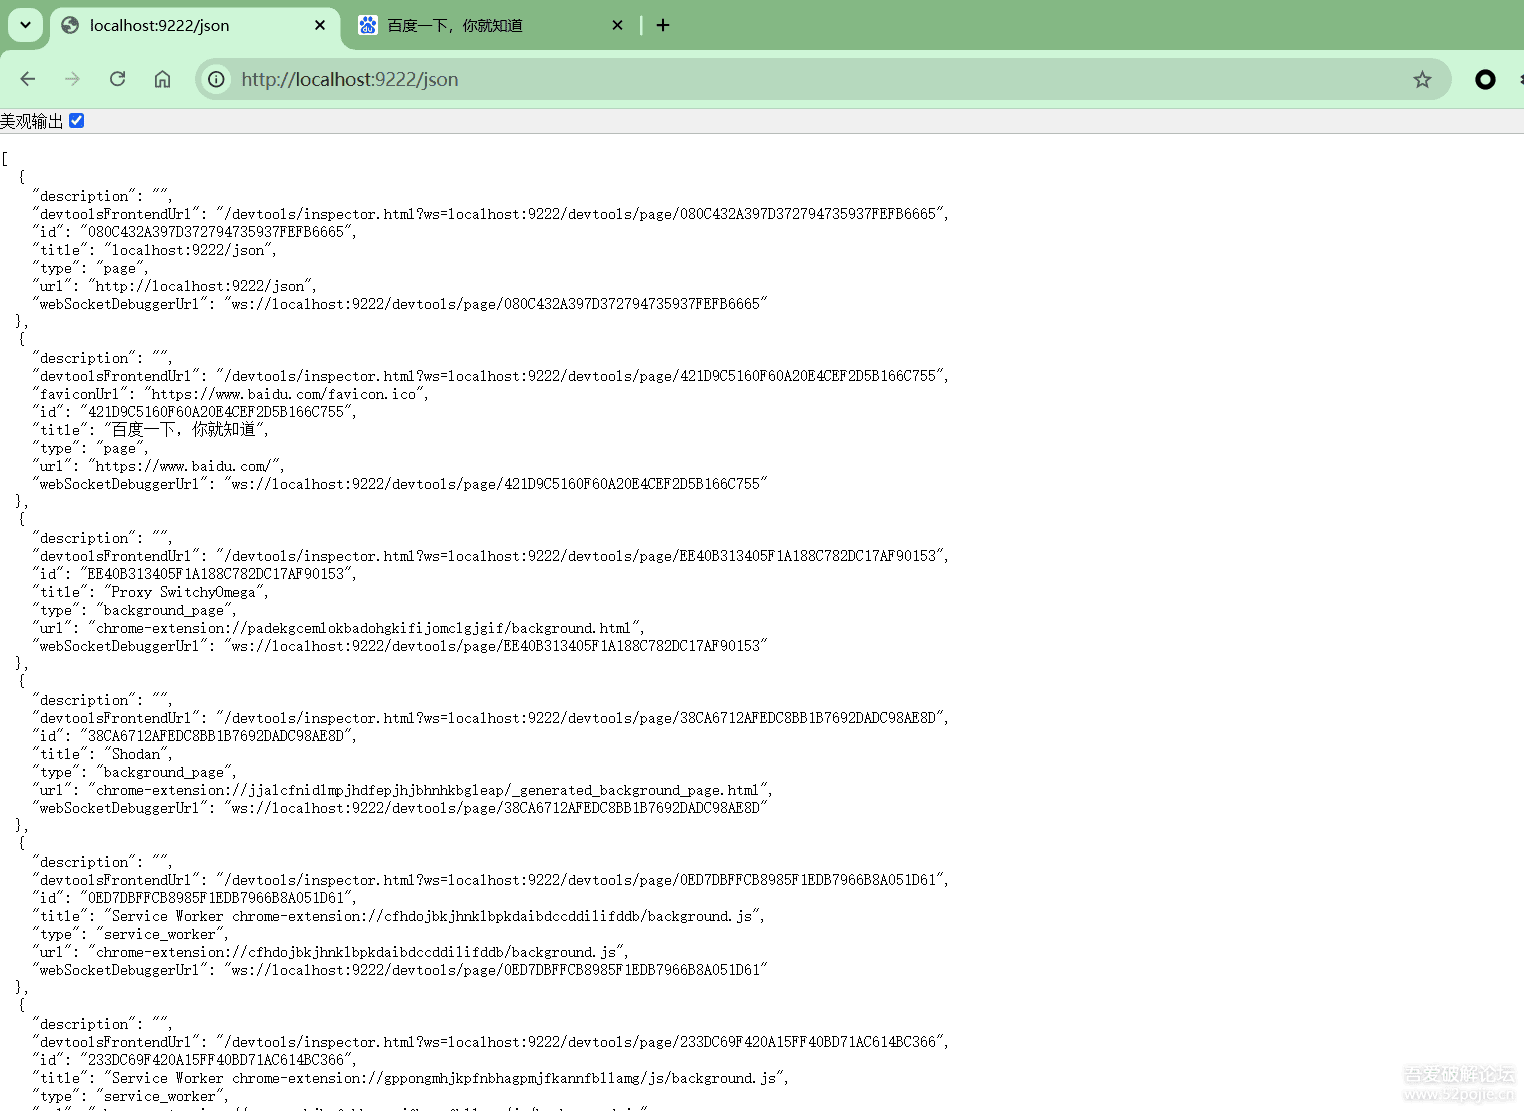 localhost:9222/json
百度一下，你就知道
http://localhost:9222/json
美观输出
[
{
"description": "",
"devtoolsFrontendUrl": "/devtools/inspector.html?ws=localhost:9222/devtools/page/080C432A397D372794735937FEFB6665",
"id": "080C432A397D372794735937FEFB6665",
"title": "localhost:9222/json",
"type": "page",
"url": "http://localhost:9222/json",
"webSocketDebuggerUrl": "ws://localhost:9222/devtools/page/080C432A397D372794735937FEFB6665"
},
{
"description": "",
"devtoolsFrontendUrl": "/devtools/inspector.html?ws=localhost:9222/devtools/page/421D9C5160F60A20E4CEF2D5B166C755",
"faviconUrl": "https://www.baidu.com/favicon.ico",
"id": "421D9C5160F60A20E4CEF2D5B166C755",
"title": "百度一下，你就知道",
"type": "page",
"url": "https://www.baidu.com/",
"webSocketDebuggerUrl": "ws://localhost:9222/devtools/page/421D9C5160F60A20E4CEF2D5B166C755"
},
{
"description": "",
"devtoolsFrontendUrl": "/devtools/inspector.html?ws=localhost:9222/devtools/page/EE40B313405F1A188C782DC17AF90153",
"id": "EE40B313405F1A188C782DC17AF90153",
"title": "Proxy SwitchyOmega",
"type": "background_page",
"url": "chrome-extension://padekgcemlokbadohgkifijomclgjgif/background.html",
"webSocketDebuggerUrl": "ws://localhost:9222/devtools/page/EE40B313405F1A188C782DC17AF90153"
},
{
"description": "",
"devtoolsFrontendUrl": "/devtools/inspector.html?ws=localhost:9222/devtools/page/38CA6712AFEDC8BB1B7692DADC98AE8D",
"id": "38CA6712AFEDC8BB1B7692DADC98AE8D",
"title": "Shodan",
"type": "background_page",
"url": "chrome-extension://jjalcfnidlmpjhdfepjhjbhnhkbgleap/_generated_background_page.html",
"webSocketDebuggerUrl": "ws://localhost:9222/devtools/page/38CA6712AFEDC8BB1B7692DADC98AE8D"
},
{
"description": "",
"devtoolsFrontendUrl": "/devtools/inspector.html?ws=localhost:9222/devtools/page/0ED7DBFFCB8985F1EDB7966B8A051D61",
"id": "0ED7DBFFCB8985F1EDB7966B8A051D61",
"title": "Service Worker chrome-extension://cfhdojbkjhnklbpkdaibdccddilifddb/background.js",
"type": "service_worker",
"url": "chrome-extension://cfhdojbkjhnklbpkdaibdccddilifddb/background.js",
"webSocketDebuggerUrl": "ws://localhost:9222/devtools/page/0ED7DBFFCB8985F1EDB7966B8A051D61"
},
{
"description": "",
"devtoolsFrontendUrl": "/devtools/inspector.html?ws=localhost:9222/devtools/page/233DC69F420A15FF40BD71AC614BC366",
"id": "233DC69F420A15FF40BD71AC614BC366",
"title": "Service Worker chrome-extension://gppongmhjkpfnbhagpmjfkannfbllamg/js/background.js",
"type": "service_worker",
吾爱破解论坛
www.52pojie.cn